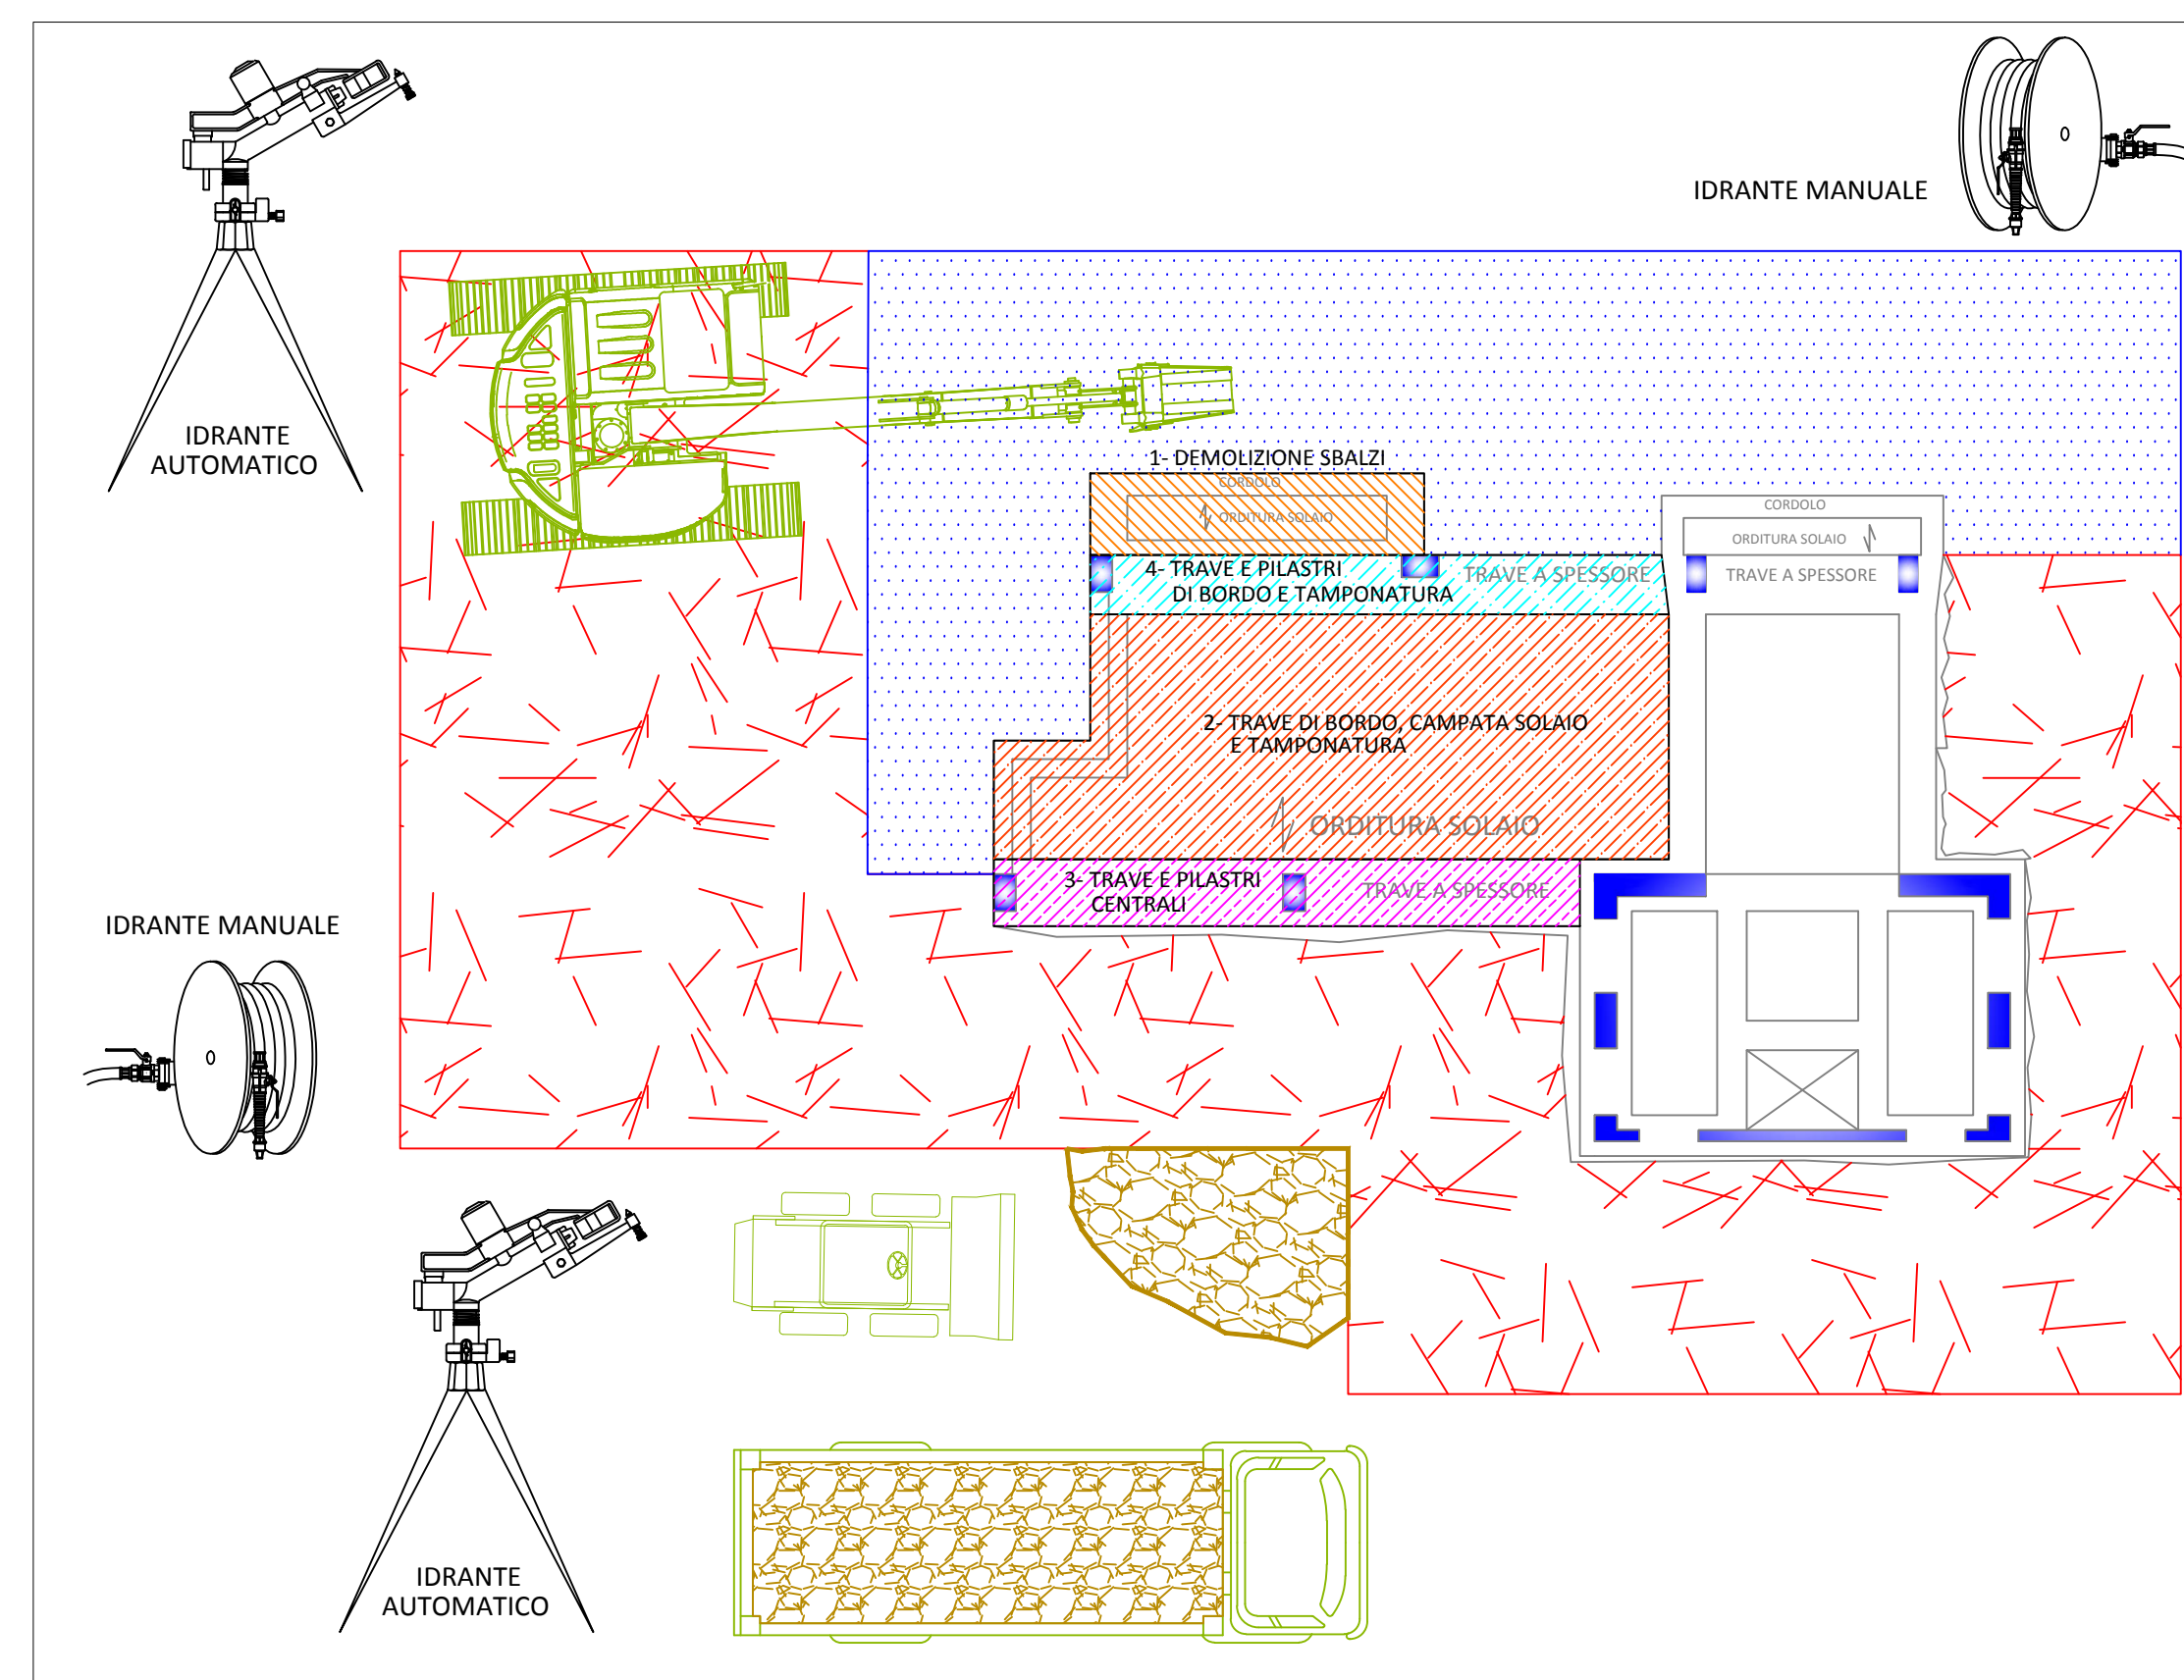 IDRANTE MANUALE
IDRANTE
AUTOMATICO
1- DEMOLIZIONE SBALZI
CORDOLO
ORDITURA SOLAIO
CORDOLO
ORDITURA SOLAIO
4- TRAVE E PILASTRI
DI BORDO E TAMPONATURA
TRAVE A SPESSORE
TRAVE A SPESSORE
2- TRAVE DI BORDO, CAMPATA SOLAIO
E TAMPONATURA
ORDITURA SOLAIO
3- TRAVE E PILASTRI
CENTRALI
TRAVE A SPESSORE
IDRANTE MANUALE
IDRANTE
AUTOMATICO